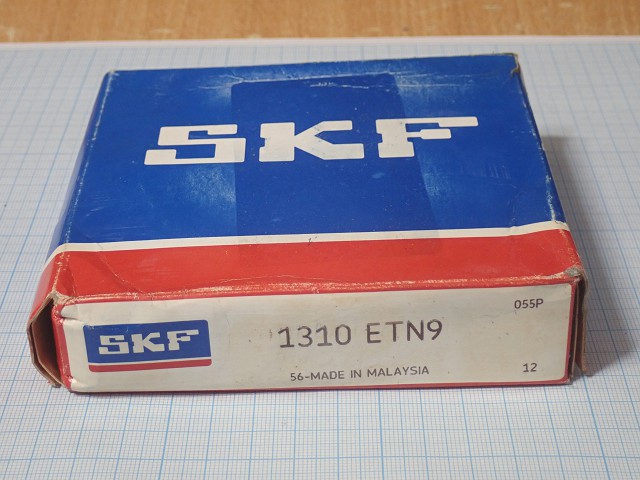 SKF
055P
SKF
1310 ETN9
56-MADE IN MALAYSIA
12